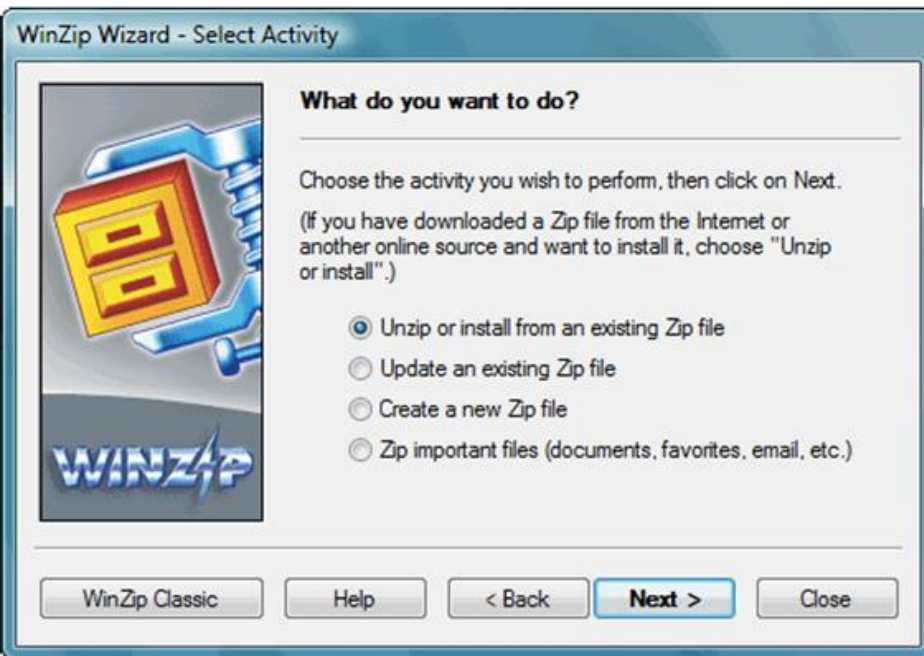 WinZip Wizard - Select Activity
What do you want to do?
Choose the activity you wish to perform, then click on Next.
(If you have downloaded a Zip file from the Internet or
another online source and want to install it, choose "Unzip
or install".)
Unzip or install from an existing Zip file
Update an existing Zip file
Create a new Zip file
Zip important files (documents, favorites, email, etc.)
WINZIP
WinZip Classic
Help
< Back
Next >
Close